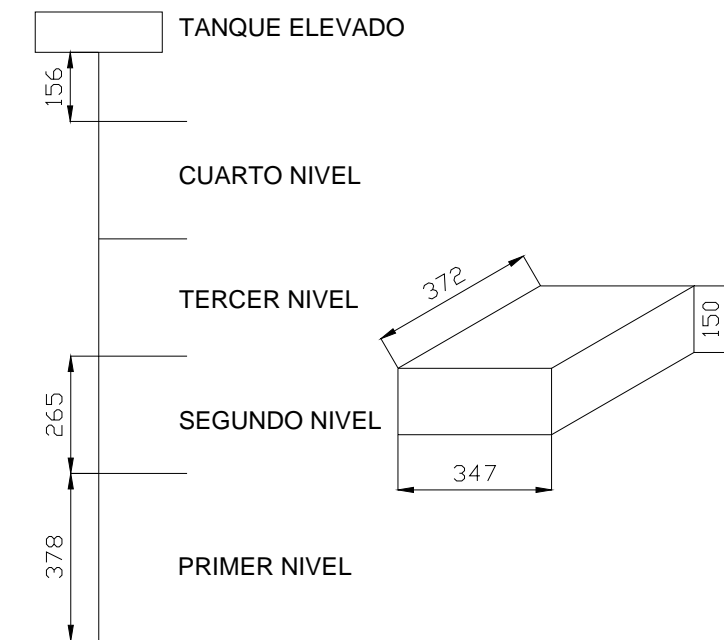 TANQUE ELEVADO
156
CUARTO NIVEL
TERCER NIVEL
372
150
265
SEGUNDO NIVEL
347
378
PRIMER NIVEL